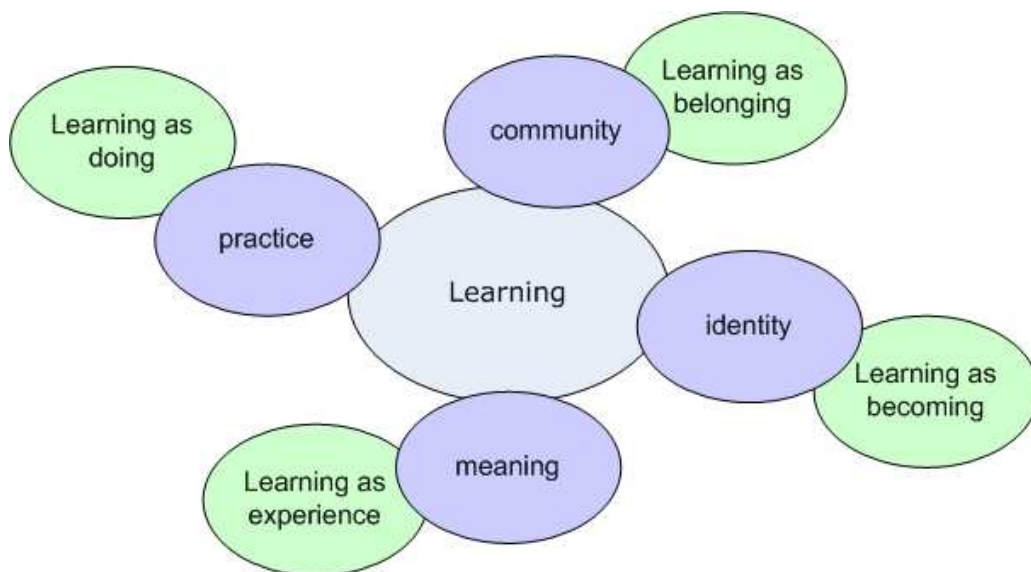 Learning as
belonging
community
Learning as
doing
practice
Learning
identity
Learning as
becoming
meaning
Learning as
experience